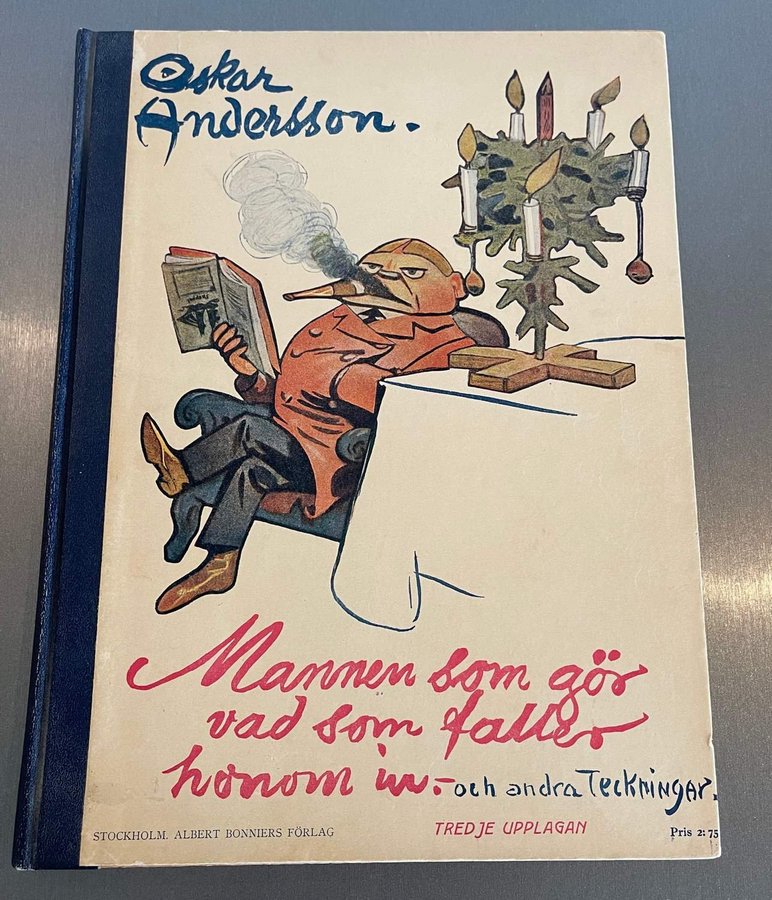 Oskar
Andersson.
Mannen som gör
vad som faller
honom in.- och andra Teckningar.
STOCKHOLM. ALBERT BONNIERS FÖRLAG
TREDJE UPPLAGAN
Pris 2:75